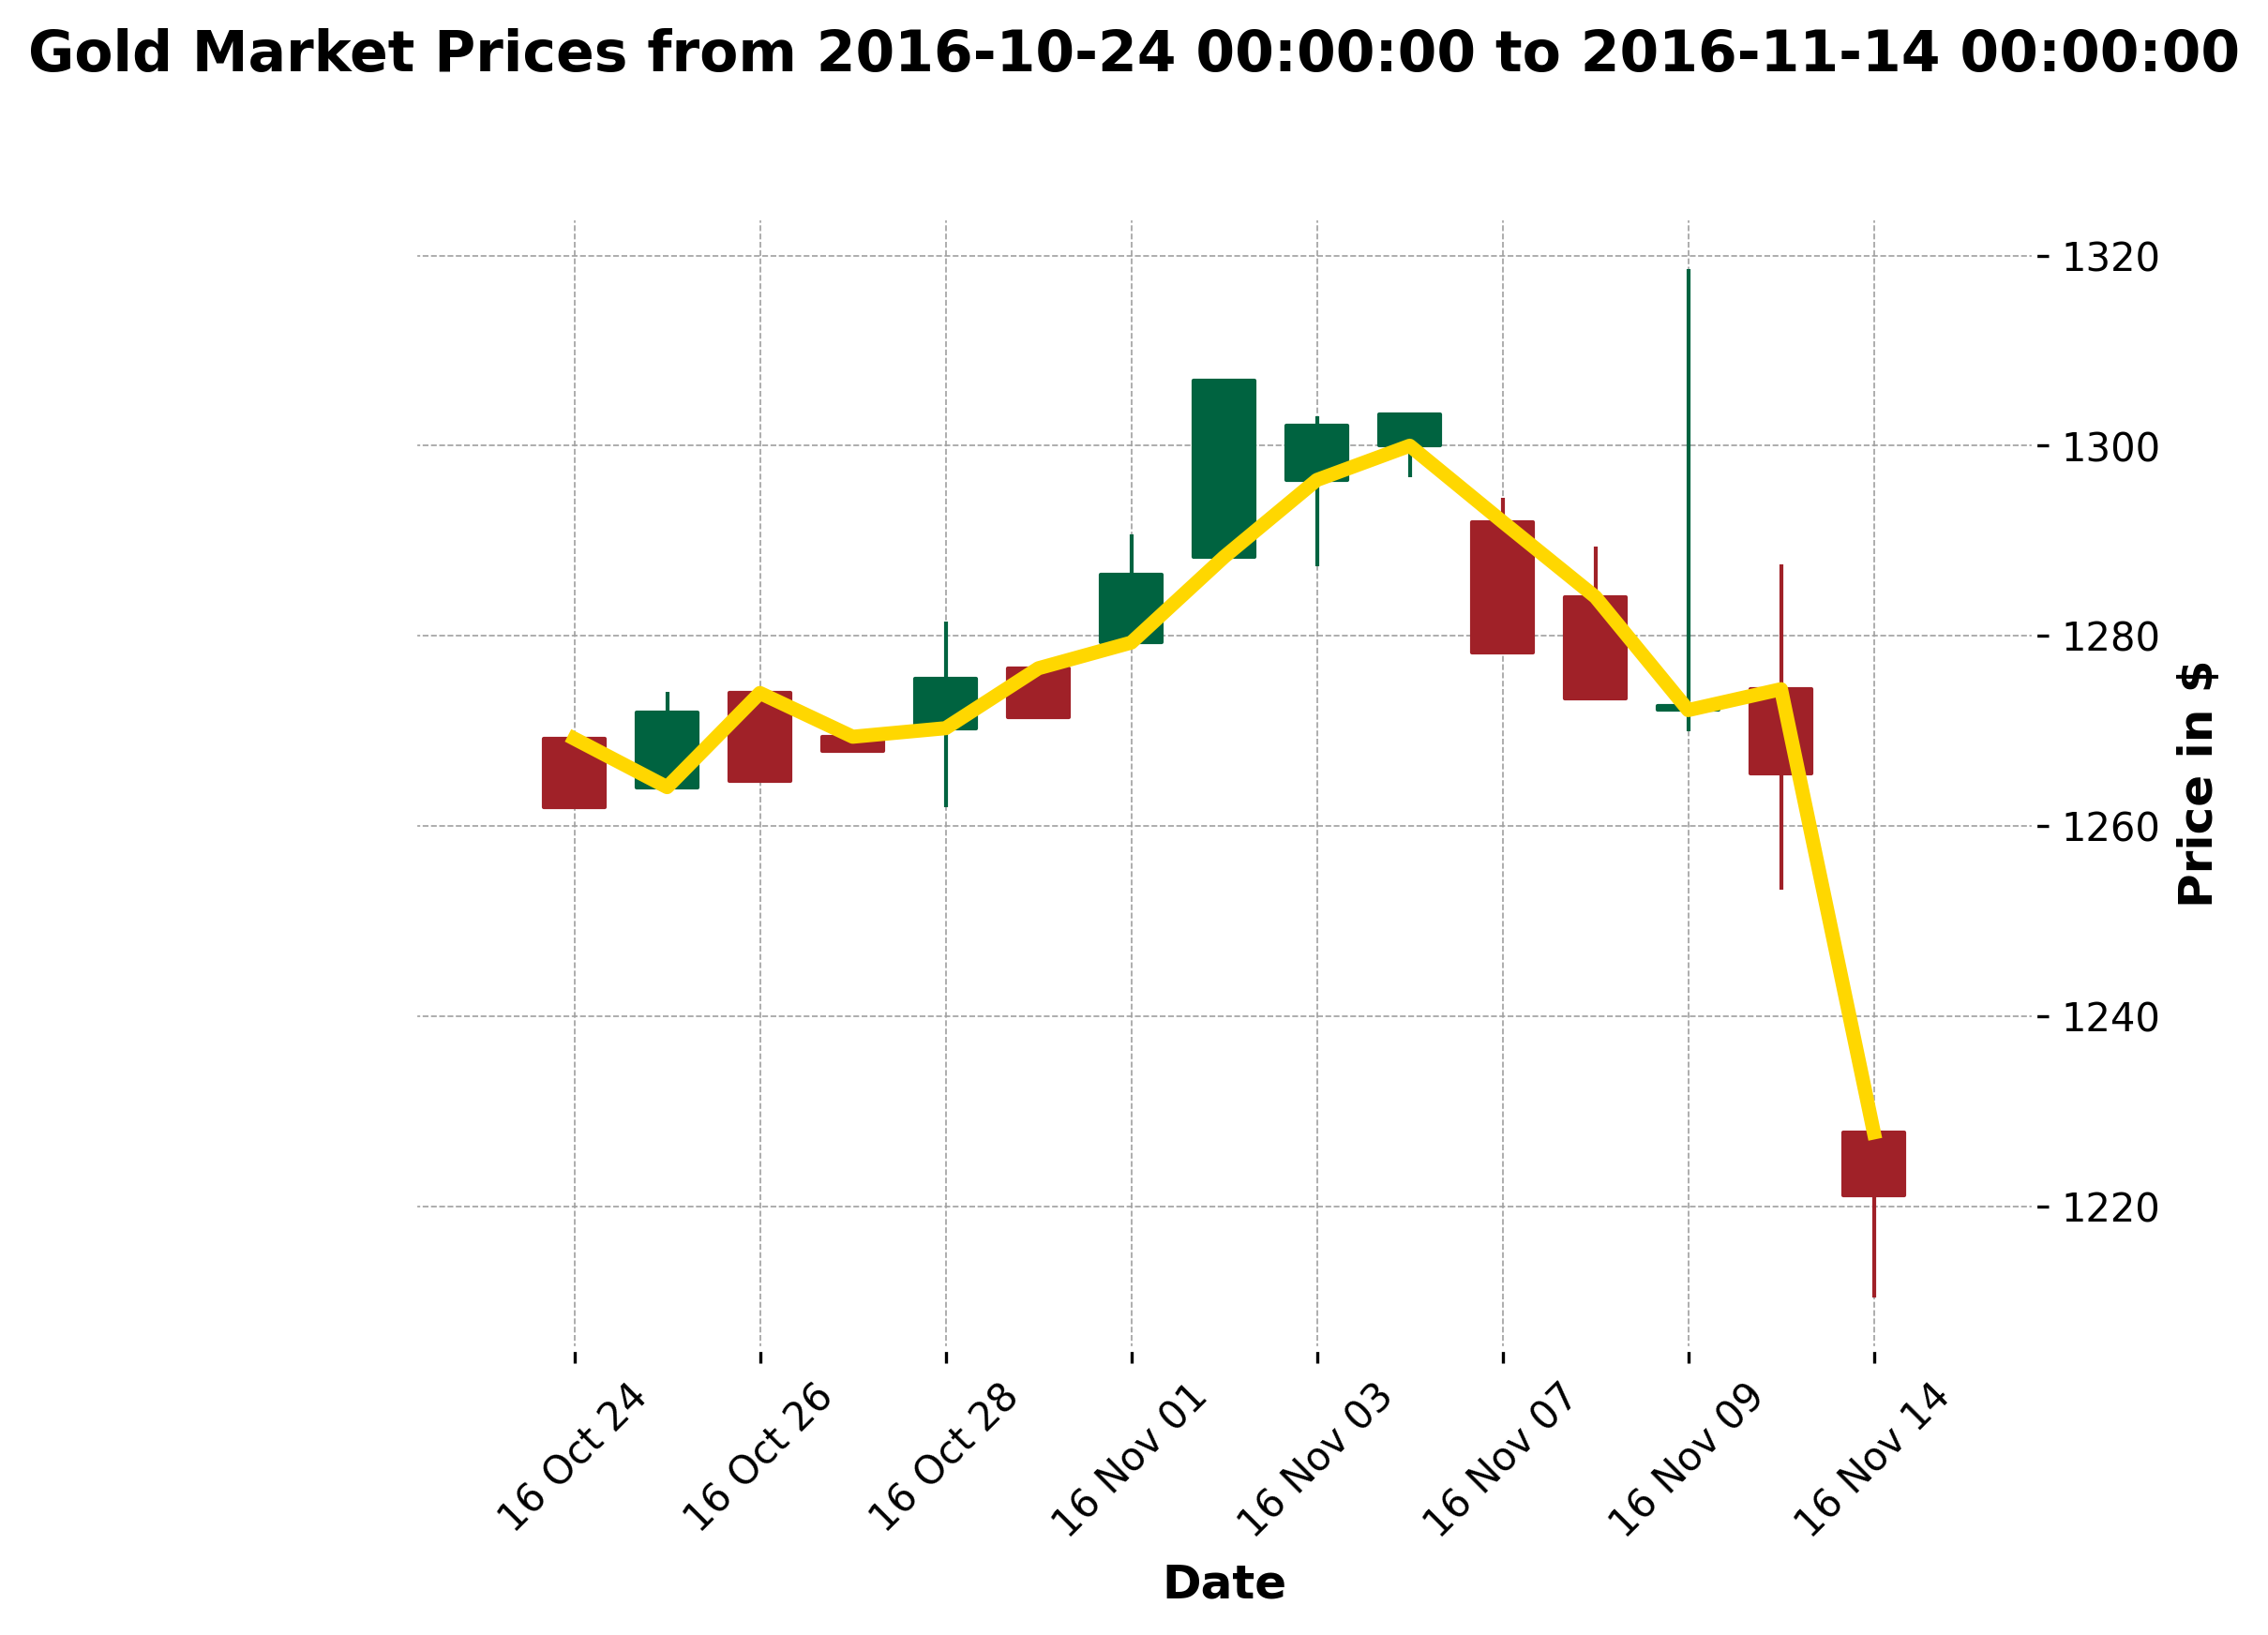 Gold Market Prices from 2016-10-24 00:00:00 to 2016-11-14 00:00:00
1320
1300
1280
1260
1240
1220
Price in $
16 Oct 24
16 Oct 26
16 Oct 28
16 Nov 01
16 Nov 03
16 Nov 07
16 Nov 09
16 Nov 14
Date